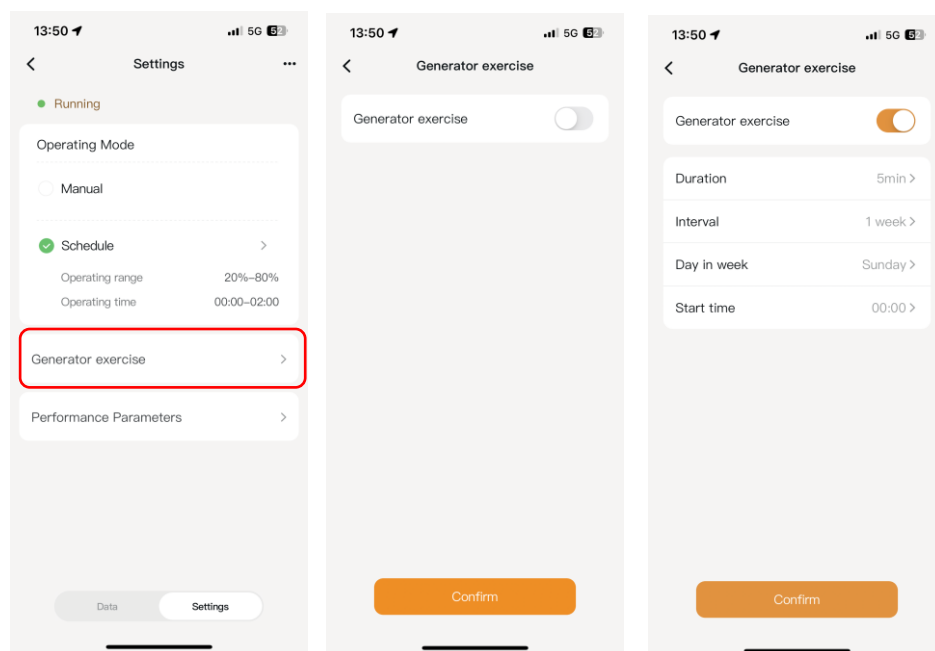 13:50 5G 52
Settings
Running
Operating Mode
Manual
Schedule
Operating range 20%–80%
Operating time 00:00–02:00
Generator exercise
Performance Parameters
Data Settings
13:50 5G 52
Generator exercise
Generator exercise
Confirm
13:50 5G 52
Generator exercise
Generator exercise
Duration 5min
Interval 1 week
Day in week Sunday
Start time 00:00
Confirm